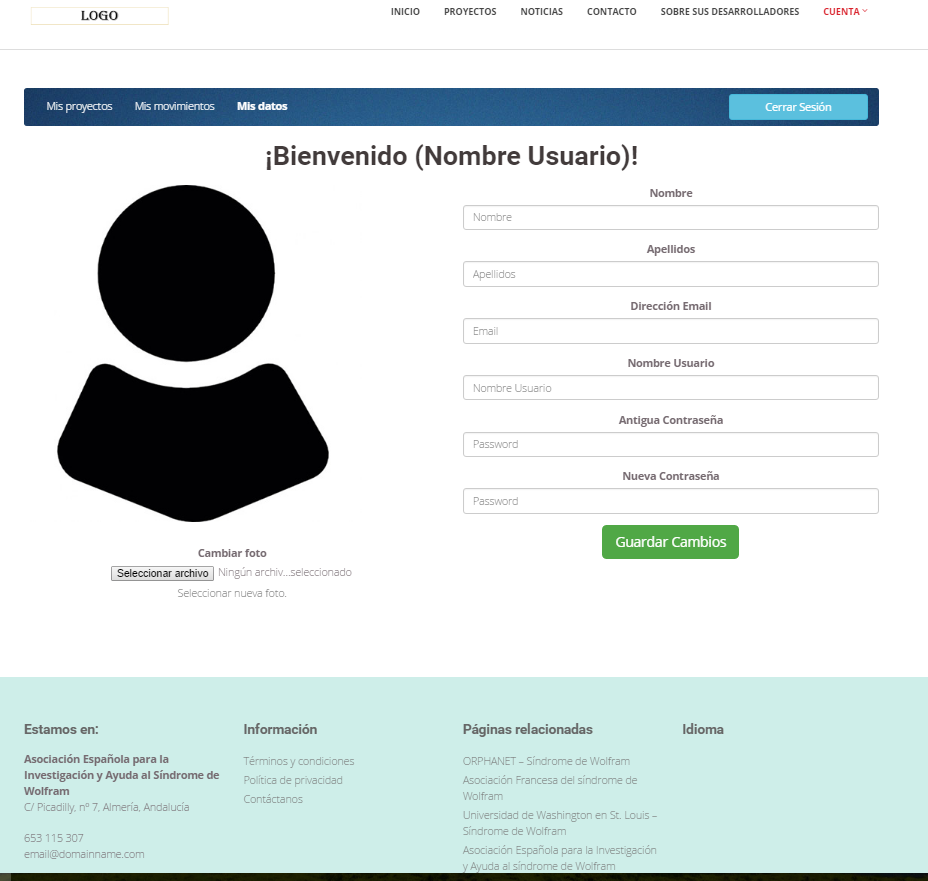 LOGO
INICIO PROYECTOS NOTICIAS CONTACTO SOBRE SUS DESARROLLADORES CUENTA
Mis proyectos Mis movimientos Mis datos Cerrar Sesión
¡Bienvenido (Nombre Usuario)!
Nombre
Nombre
Apellidos
Apellidos
Dirección Email
Email
Nombre Usuario
Nombre Usuario
Antigua Contraseña
Password
Nueva Contraseña
Password
Guardar Cambios
Cambiar foto
Seleccionar archivo Ningún archiv...seleccionado
Seleccionar nueva foto.
Estamos en:
Asociación Española para la
Investigación y Ayuda al Síndrome de
Wolfram
C/ Picadilly, nº 7, Almería, Andalucía
653 115 307
email@domainname.com
Información
Términos y condiciones
Política de privacidad
Contáctanos
Páginas relacionadas
ORPHANET – Síndrome de Wolfram
Asociación Francesa del síndrome de
Wolfram
Universidad de Washington en St. Louis –
Síndrome de Wolfram
Asociación Española para la Investigación
y Ayuda al síndrome de Wolfram
Idioma